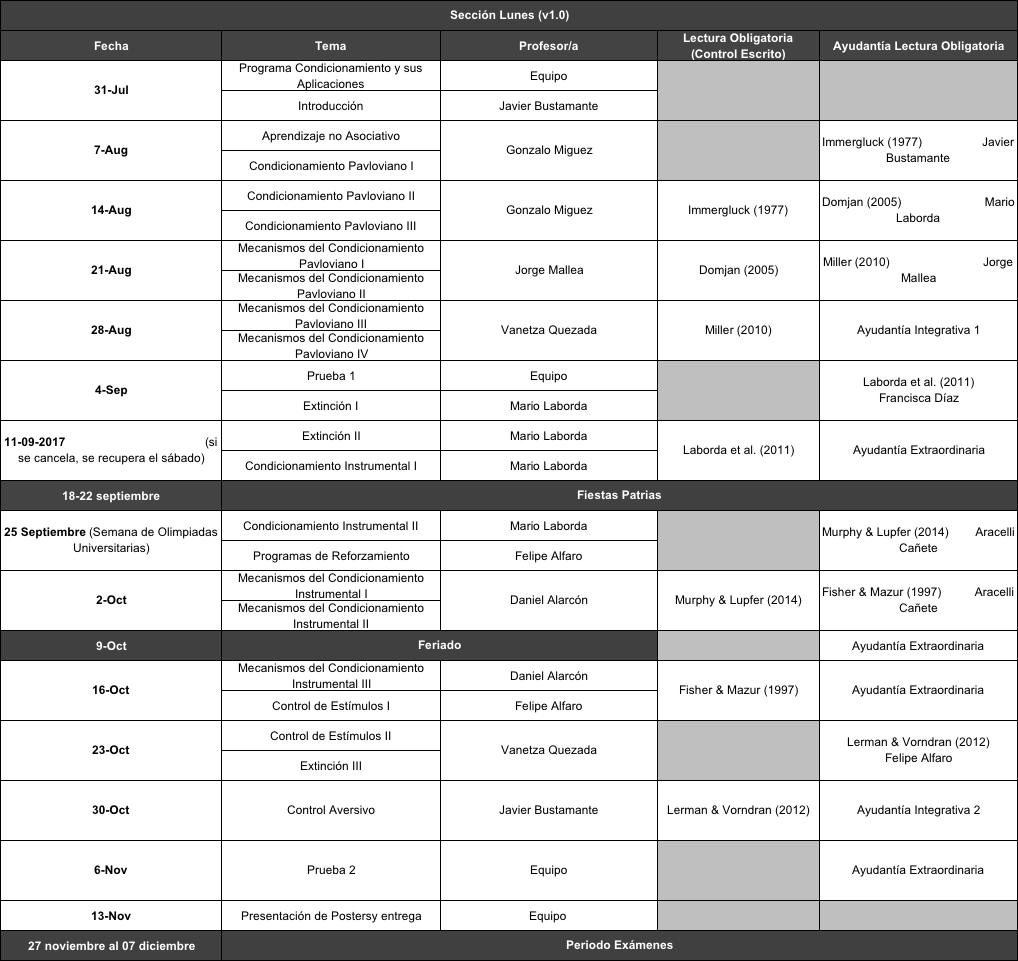 Sección Lunes (v1.0)
Fecha
Tema
Profesor/a
Lectura Obligatoria
(Control Escrito)
Ayudantía Lectura Obligatoria
31-Jul
Programa Condicionamiento y sus
Aplicaciones
Equipo
Introducción
Javier Bustamante
7-Aug
Aprendizaje no Asociativo
Condicionamiento Pavloviano I
Gonzalo Miguez
Immergluck (1977) Javier
Bustamante
14-Aug
Condicionamiento Pavloviano II
Condicionamiento Pavloviano III
Gonzalo Miguez
Immergluck (1977)
Domjan (2005) Mario
Laborda
21-Aug
Mecanismos del Condicionamiento
Pavloviano I
Mecanismos del Condicionamiento
Pavloviano II
Jorge Mallea
Domjan (2005)
Miller (2010) Jorge
Mallea
28-Aug
Mecanismos del Condicionamiento
Pavloviano III
Mecanismos del Condicionamiento
Pavloviano IV
Vanetza Quezada
Miller (2010)
Ayudantía Integrativa 1
4-Sep
Prueba 1
Equipo
Extinción I
Mario Laborda
Laborda et al. (2011)
Francisca Díaz
11-09-2017 (si
se cancela, se recupera el sábado)
Extinción II
Mario Laborda
Condicionamiento Instrumental I
Mario Laborda
Laborda et al. (2011)
Ayudantía Extraordinaria
18-22 septiembre
Fiestas Patrias
25 Septiembre (Semana de Olimpiadas
Universitarias)
Condicionamiento Instrumental II
Mario Laborda
Programas de Reforzamiento
Felipe Alfaro
Murphy & Lupfer (2014) Aracelli
Cañete
2-Oct
Mecanismos del Condicionamiento
Instrumental I
Mecanismos del Condicionamiento
Instrumental II
Daniel Alarcón
Murphy & Lupfer (2014)
Fisher & Mazur (1997) Aracelli
Cañete
9-Oct
Feriado
Ayudantía Extraordinaria
16-Oct
Mecanismos del Condicionamiento
Instrumental III
Daniel Alarcón
Control de Estímulos I
Felipe Alfaro
Fisher & Mazur (1997)
Ayudantía Extraordinaria
23-Oct
Control de Estímulos II
Extinción III
Vanetza Quezada
Lerman & Vorndran (2012)
Felipe Alfaro
30-Oct
Control Aversivo
Javier Bustamante
Lerman & Vorndran (2012)
Ayudantía Integrativa 2
6-Nov
Prueba 2
Equipo
Ayudantía Extraordinaria
13-Nov
Presentación de Postersy entrega
Equipo
27 noviembre al 07 diciembre
Periodo Exámenes